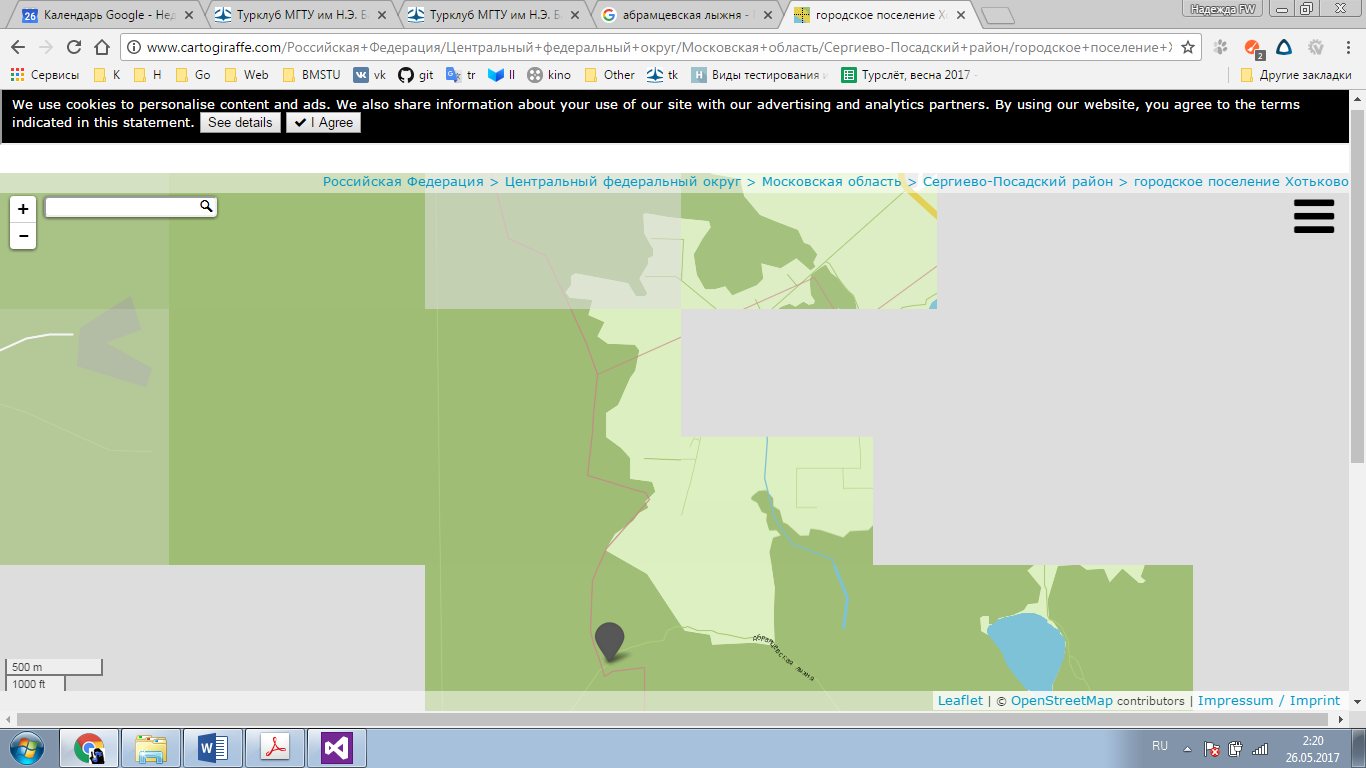 Календарь Google - Нед
Турклуб МГТУ им Н.Э. Б
Турклуб МГТУ им Н.Э. Б
абрамцевская лыжня -
городское поселение Хо
Надежда FW
www.cartogiraffe.com/Российская+Федерация/Центральный+федеральный+округ/Московская+область/Сергиево-Посадский+район/городское+поселение+Х
2
Сервисы K H Go Web BMSTU vk git tr ll kino Other tk Виды тестирования и Турслёт, весна 2017 - Другие закладки
We use cookies to personalise content and ads. We also share information about your use of our site with our advertising and analytics partners. By using our website, you agree to the terms
indicated in this statement. See details ✔ I Agree
Российская Федерация > Центральный федеральный округ > Московская область > Сергиево-Посадский район > городское поселение Хотьково
+
−
абрамцевская лыжня
500 m
1000 ft
Leaflet | © OpenStreetMap contributors | Impressum / Imprint
RU
2:20
26.05.2017